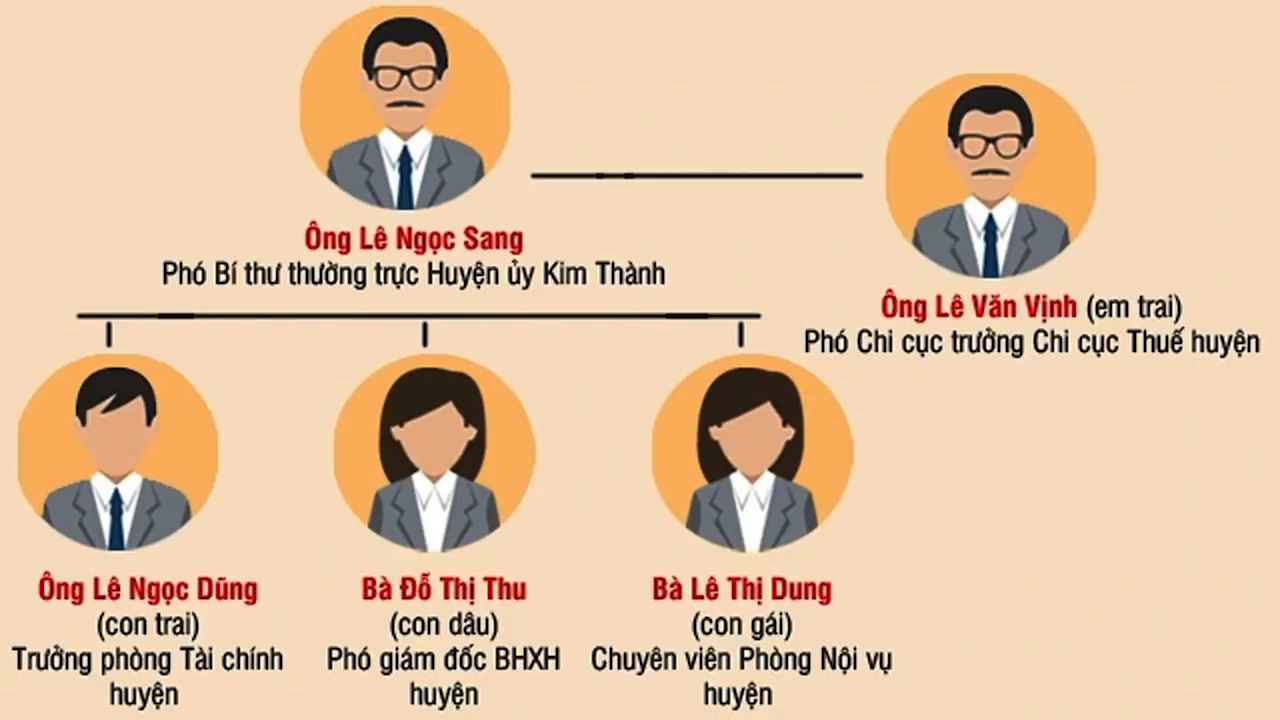 Ông Lê Ngọc Sang
Phó Bí thư thường trực Huyện ủy Kim Thành
Ông Lê Văn Vịnh (em trai)
Phó Chi cục trưởng Chi cục Thuế huyện
Ông Lê Ngọc Dũng
(con trai)
Trưởng phòng Tài chính
huyện
Bà Đỗ Thị Thu
(con dâu)
Phó giám đốc BHXH
huyện
Bà Lê Thị Dung
(con gái)
Chuyên viên Phòng Nội vụ
huyện